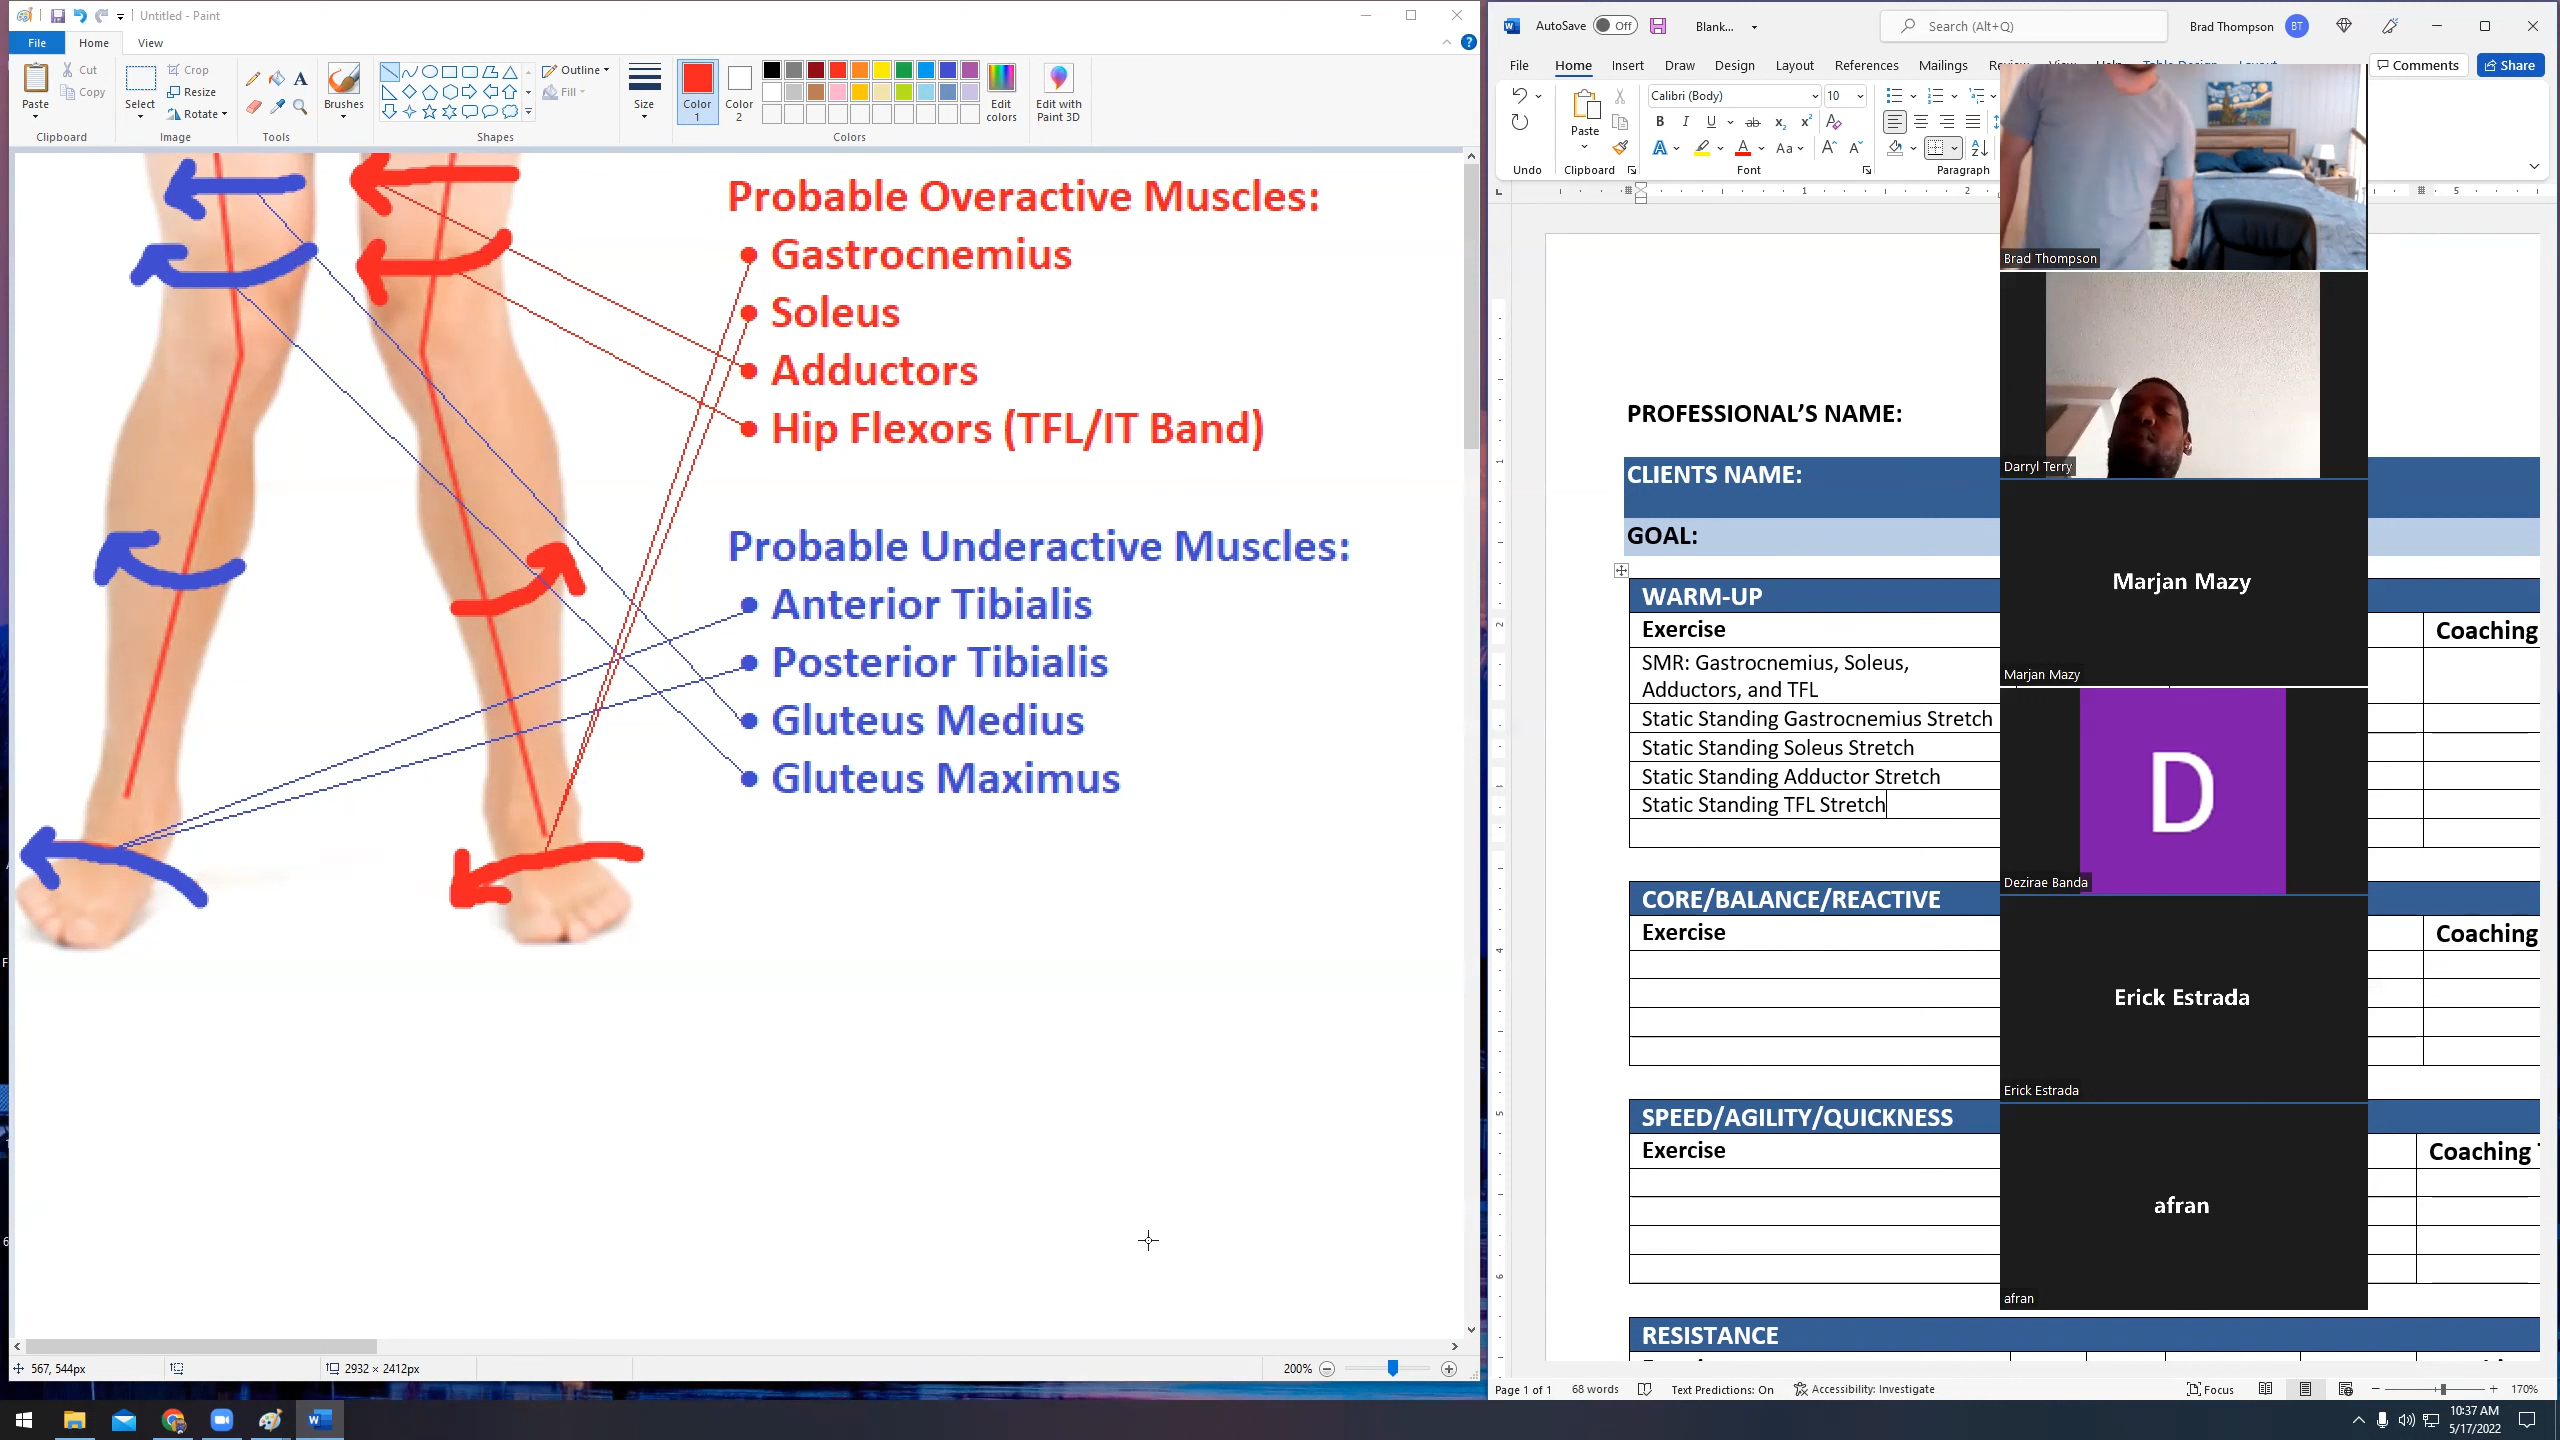 Untitled - Paint
File
Home
View
Paste
Cut
Copy
Clipboard
Select
Crop
Resize
Rotate
Image
Tools
Brushes
Shapes
Outline
Fill
Size
Color 1
Color 2
Edit colors
Edit with Paint 3D
Colors
Probable Overactive Muscles:
• Gastrocnemius
• Soleus
• Adductors
• Hip Flexors (TFL/IT Band)
Probable Underactive Muscles:
• Anterior Tibialis
• Posterior Tibialis
• Gluteus Medius
• Gluteus Maximus
567, 544px
2932 × 2412px
200%
AutoSave Off
Blank...
Search (Alt+Q)
Brad Thompson
BT
File
Home
Insert
Draw
Design
Layout
References
Mailings
Comments
Share
Undo
Paste
Clipboard
Calibri (Body)
10
Font
Paragraph
PROFESSIONAL’S NAME:
CLIENTS NAME:
GOAL:
WARM-UP
Exercise
Coaching
SMR: Gastrocnemius, Soleus,
Adductors, and TFL
Static Standing Gastrocnemius Stretch
Static Standing Soleus Stretch
Static Standing Adductor Stretch
Static Standing TFL Stretch
CORE/BALANCE/REACTIVE
Exercise
Coaching
SPEED/AGILITY/QUICKNESS
Exercise
Coaching
RESISTANCE
Brad Thompson
Darryl Terry
Marjan Mazy
Marjan Mazy
D
Dezirae Banda
Erick Estrada
Erick Estrada
afran
afran
Page 1 of 1
68 words
Text Predictions: On
Accessibility: Investigate
Focus
170%
10:37 AM
5/17/2022